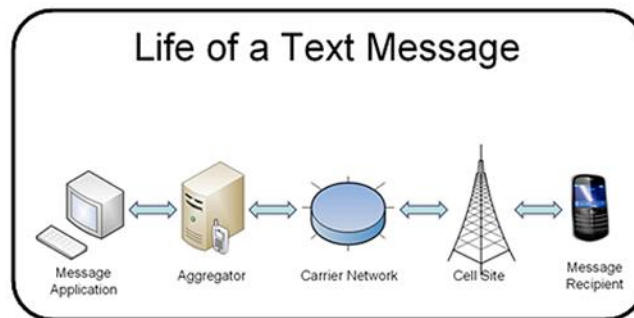 Life of a Text Message
Message
Application
Aggregator
Carrier Network
Cell Site
Message
Recipient